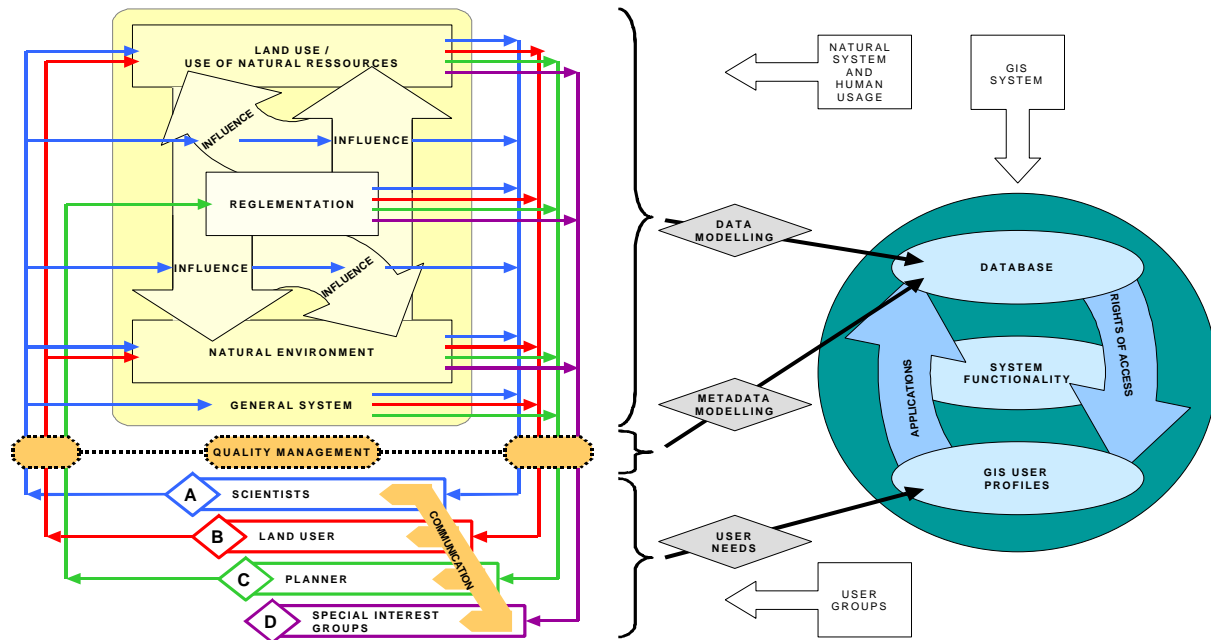 LAND USE /
USE OF NATURAL RESSOURCES
INFLUENCE
INFLUENCE
REGLEMENTATION
INFLUENCE
INFLUENCE
NATURAL ENVIRONMENT
GENERAL SYSTEM
QUALITY MANAGEMENT
A
SCIENTISTS
B
LAND USER
C
PLANNER
D
SPECIAL INTEREST
GROUPS
COMMUNICATION
NATURAL
SYSTEM
AND
HUMAN
USAGE
GIS
SYSTEM
DATA
MODELLING
METADATA
MODELLING
USER
NEEDS
USER
GROUPS
DATABASE
RIGHTS OF ACCESS
SYSTEM
FUNCTIONALITY
APPLICATIONS
GIS USER
PROFILES